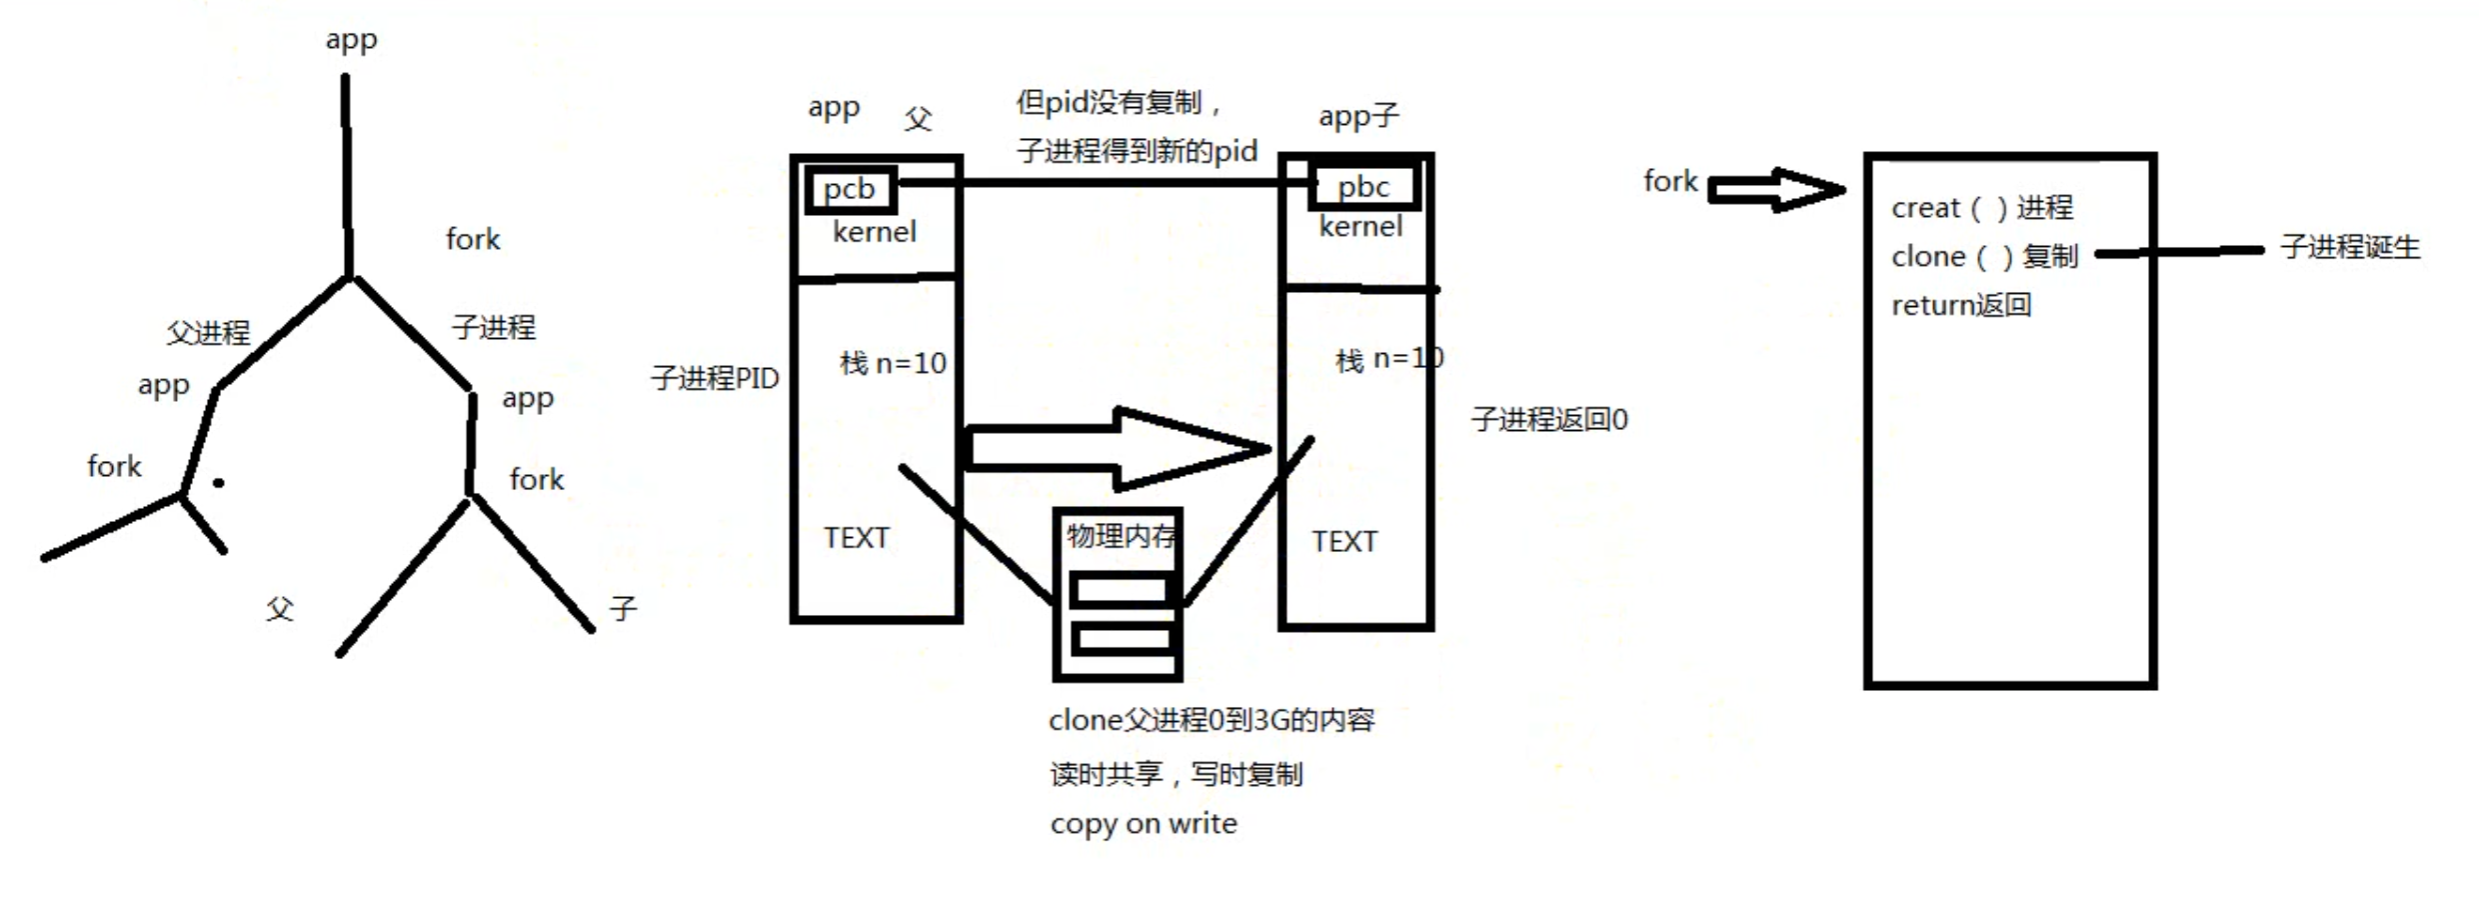 app
fork
父进程
子进程
app
app
fork
fork
父
子
app
父
但pid没有复制，
子进程得到新的pid
app子
pcb
kernel
pbc
kernel
子进程PID
栈 n=10
栈 n=10
子进程返回0
TEXT
TEXT
物理内存
clone父进程0到3G的内容
读时共享，写时复制
copy on write
fork
creat（）进程
clone（）复制
子进程诞生
return返回